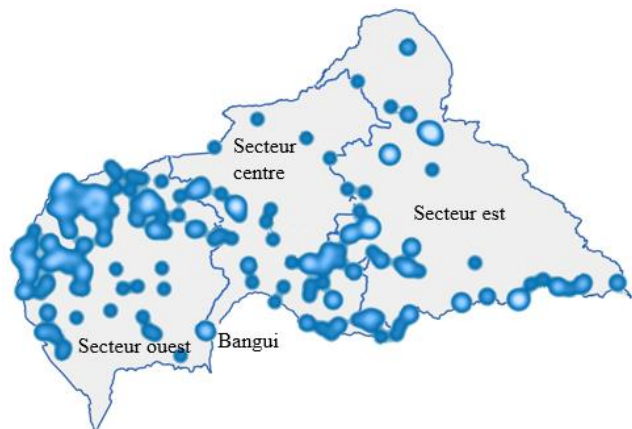 Secteur
centre
Secteur est
Secteur ouest
Bangui